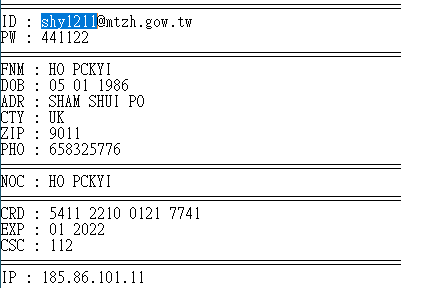 ID : shy1211@mtzh.gow.tw
PW : 441122
FNM : HO PCKYI
DOB : 05 01 1986
ADR : SHAM SHUI PO
CTY : UK
ZIP : 9011
PHO : 658325776
NOC : HO PCKYI
CRD : 5411 2210 0121 7741
EXP : 01 2022
CSC : 112
IP : 185.86.101.11